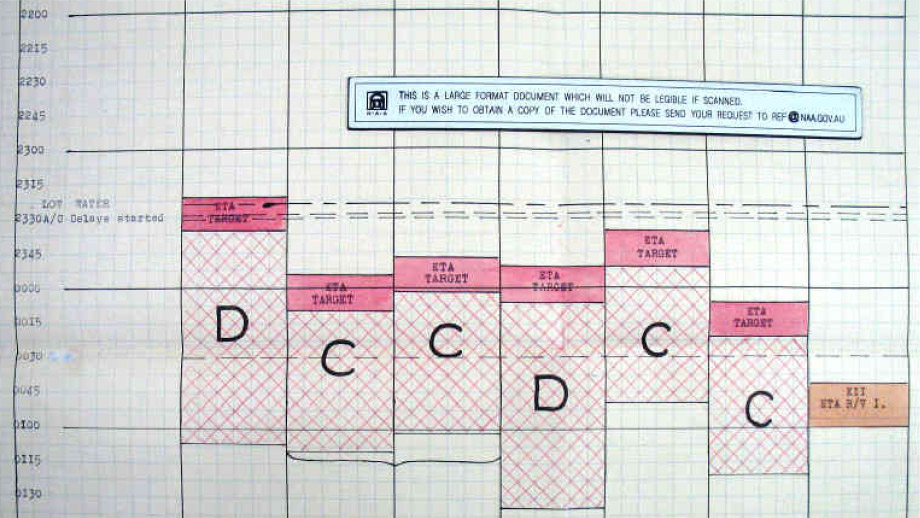 2200
2215
2230
THIS IS A LARGE FORMAT DOCUMENT WHICH WILL NOT BE LEGIBLE IF SCANNED.
IF YOU WISH TO OBTAIN A COPY OF THE DOCUMENT PLEASE SEND YOUR REQUEST TO REF@NAA.GOV.AU
N·A·A
2245
2300
2315
LOT WATER
2330 A/C Delays started
ETA
TARGET
2345
ETA
TARGET
ETA
TARGET
ETA
TARGET
ETA
TARGET
0000
ETA
TARGET
0015
D
C
C
C
0030
0045
D
C
ETA R/V I.
0100
0115
0130